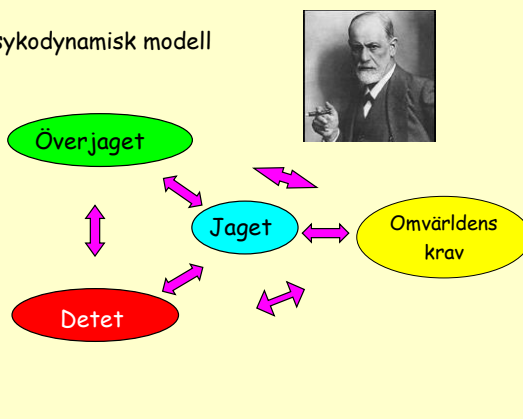 sykodynamisk modell
Överjaget
Jaget
Omvärldens
krav
Detet